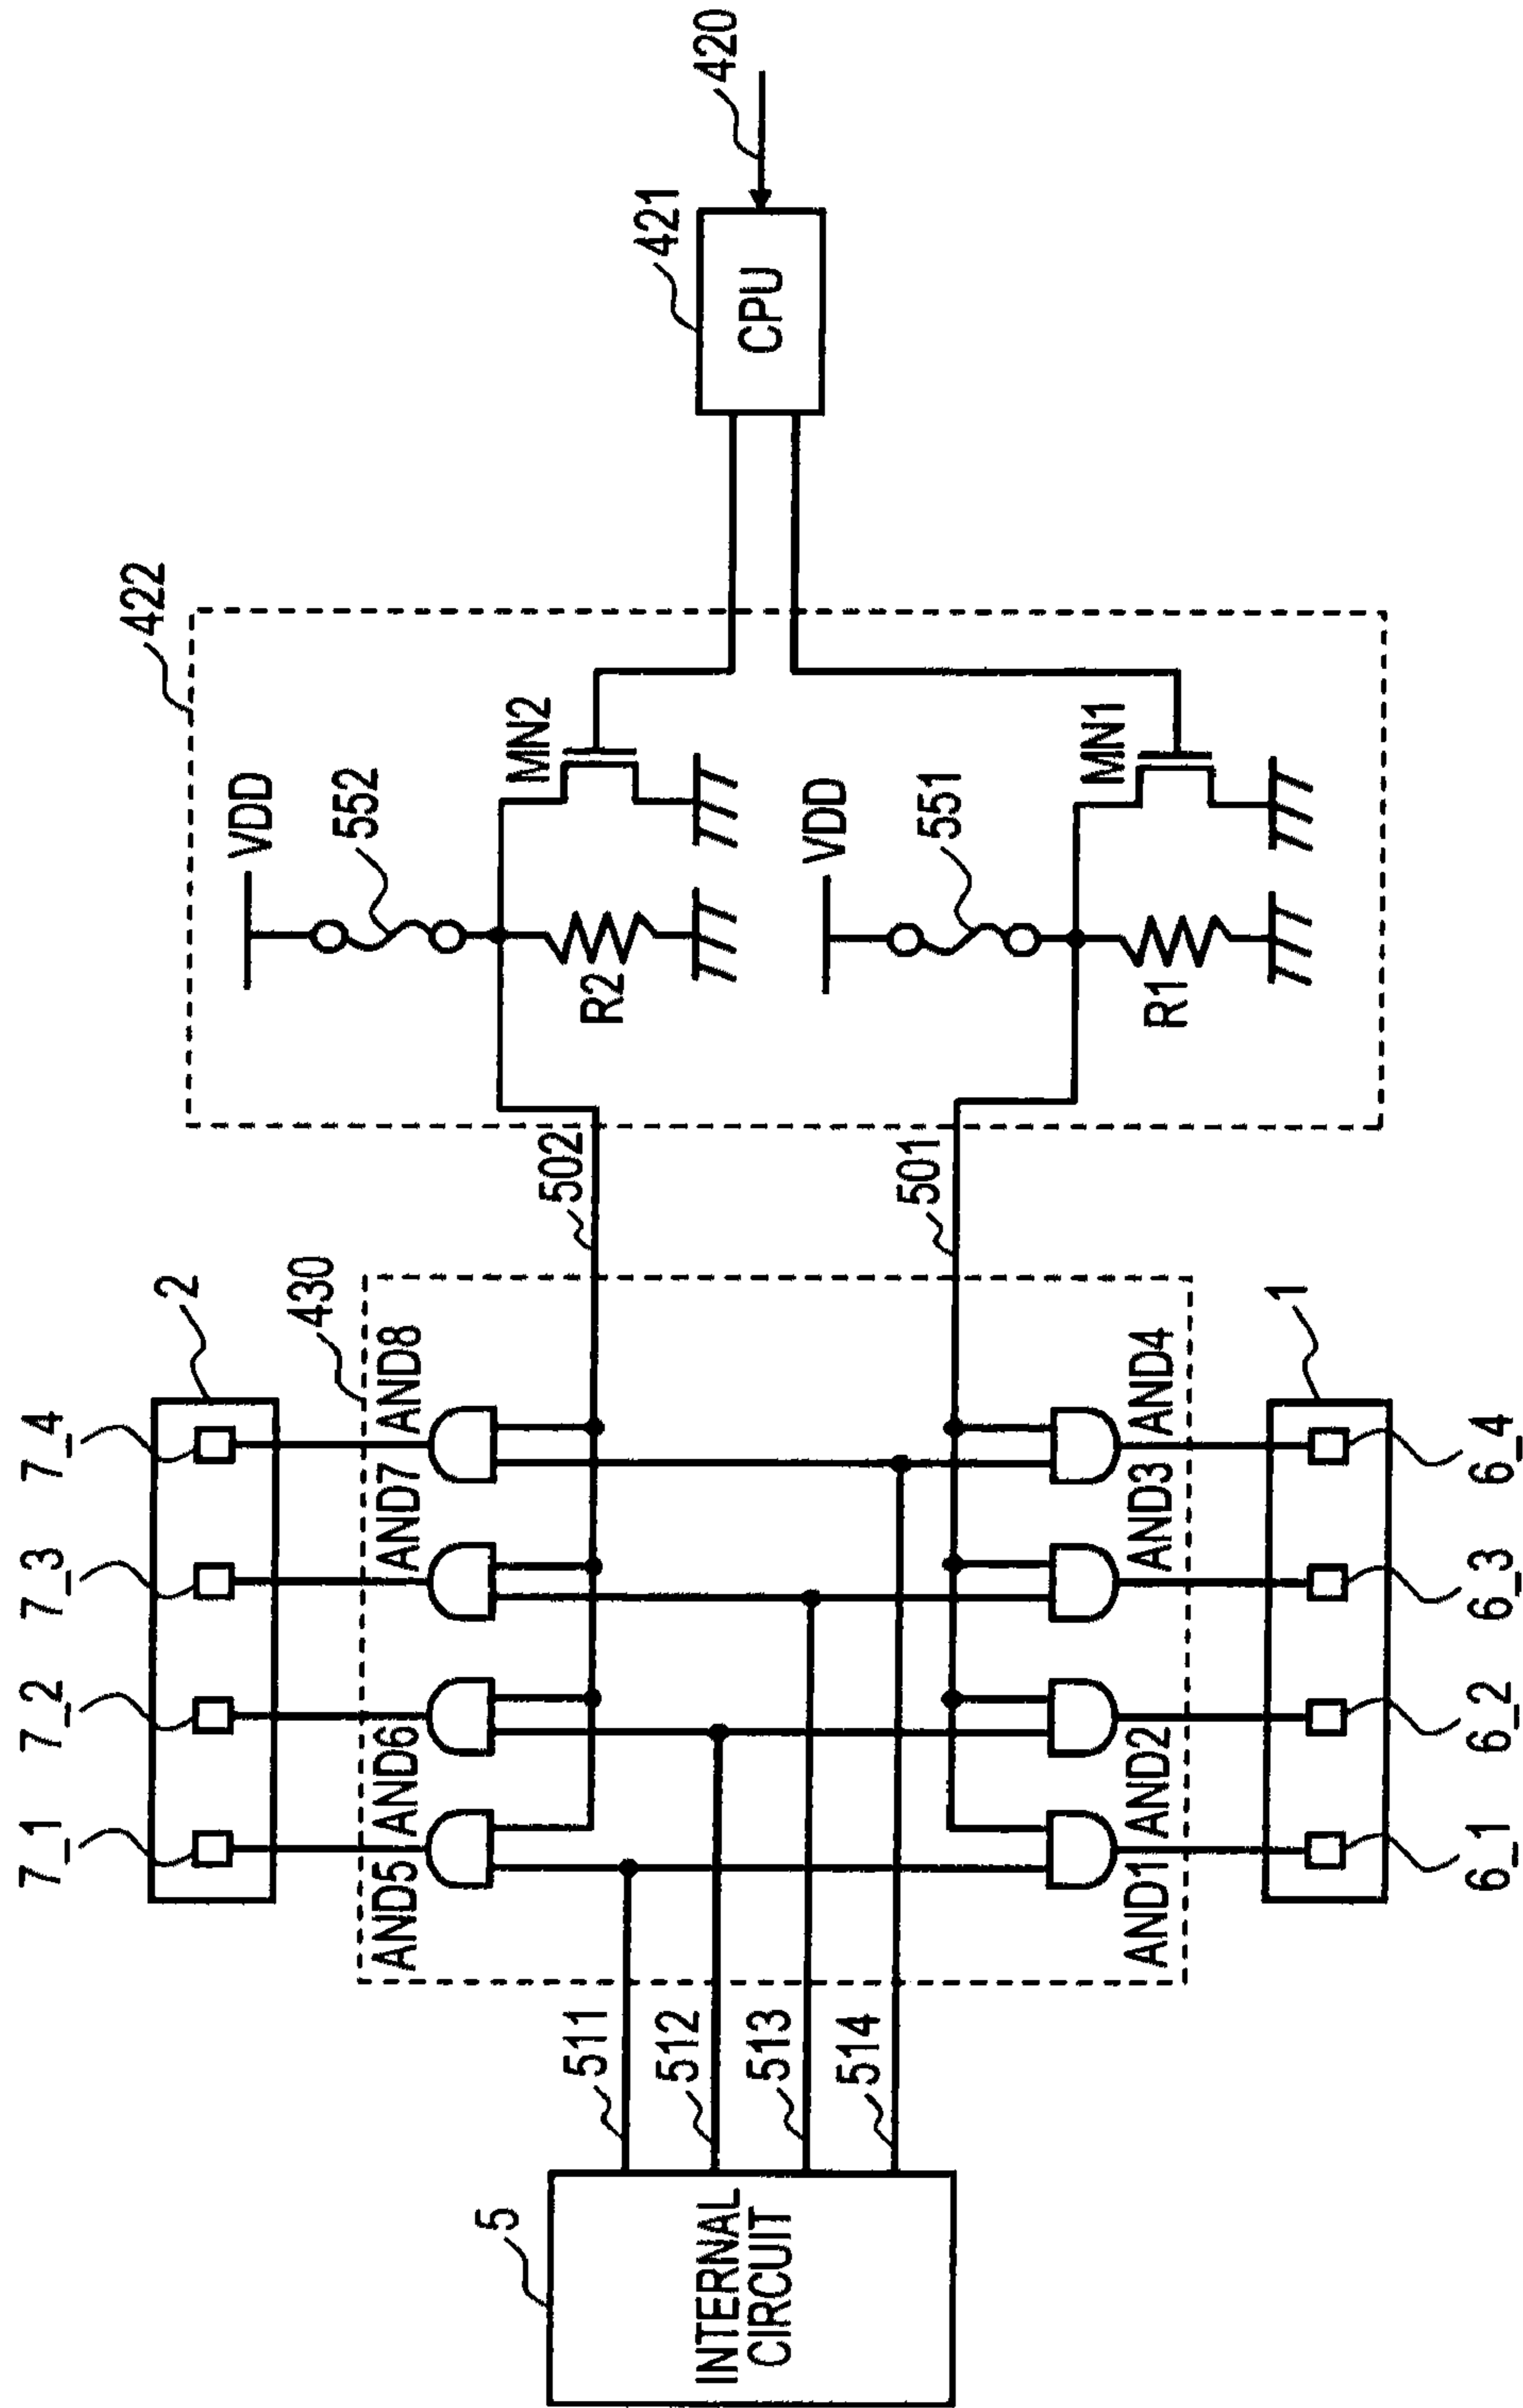 7_1
7_2
7_3
7_4
2
430
422
AND5
AND6
AND7
AND8
VDD
552
MN2
R2
502
420
421
CPU
5
INTERNAL
CIRCUIT
511
512
513
514
VDD
551
MN1
R1
501
AND1
AND2
AND3
AND4
1
6_1
6_2
6_3
6_4